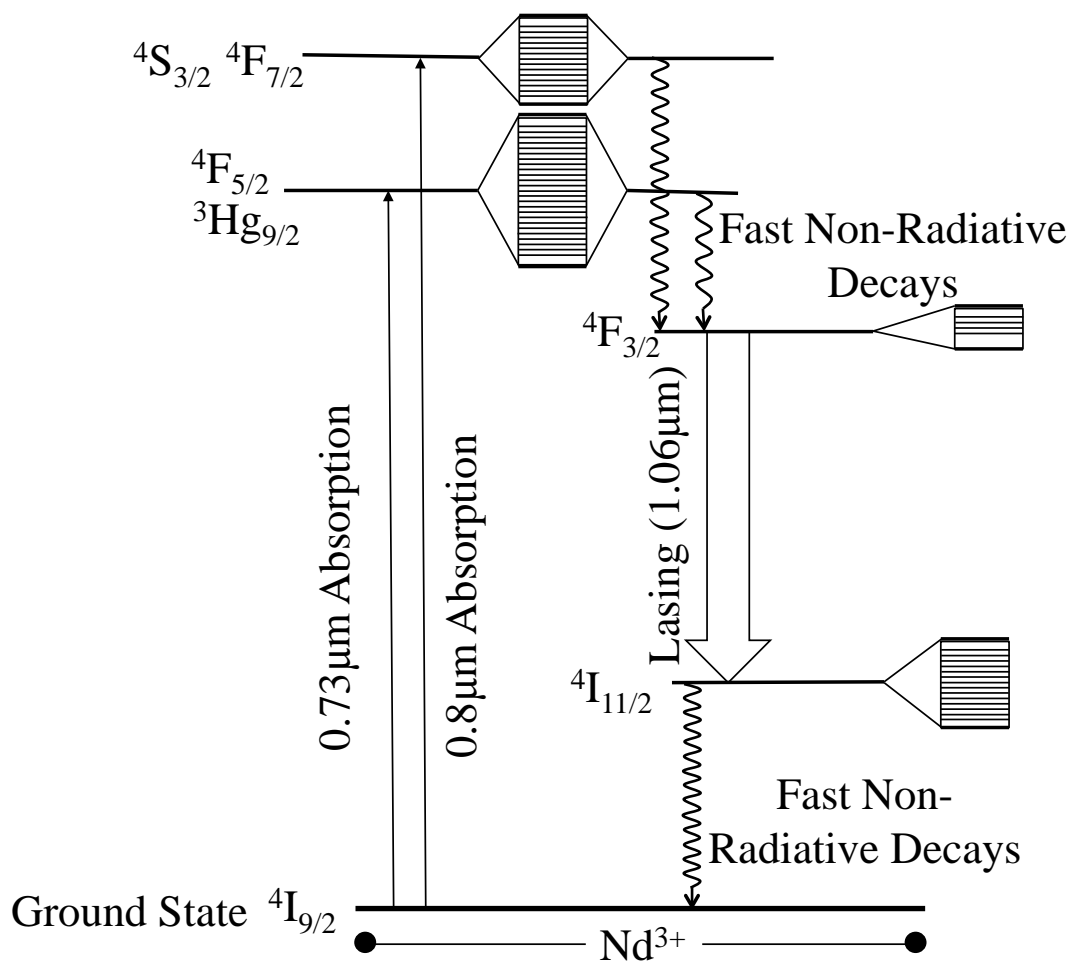 ⁴S₃/₂ ⁴F₇/₂
⁴F₅/₂
³Hg₉/₂
Fast Non-Radiative
Decays
⁴F₃/₂
Lasing (1.06μm)
0.73μm Absorption
0.8μm Absorption
⁴I₁₁/₂
Fast Non-
Radiative Decays
Ground State ⁴I₉/₂
Nd³⁺